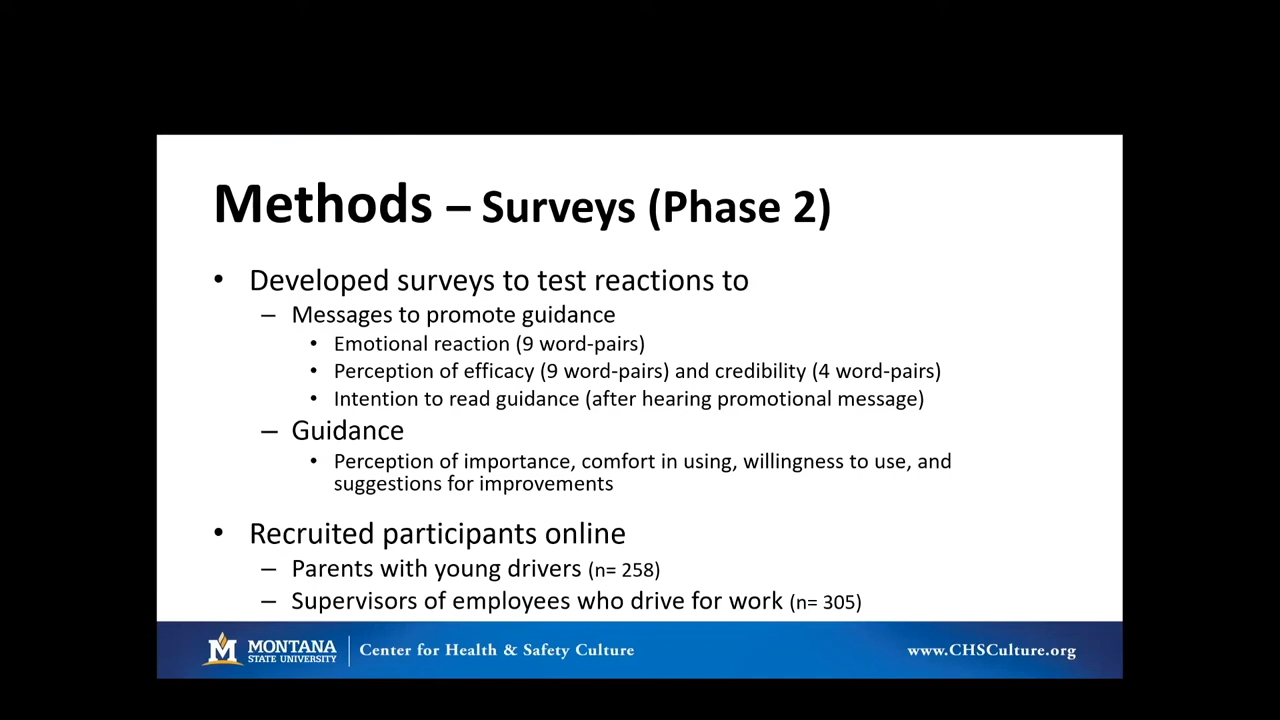 Methods – Surveys (Phase 2)
• Developed surveys to test reactions to
– Messages to promote guidance
• Emotional reaction (9 word-pairs)
• Perception of efficacy (9 word-pairs) and credibility (4 word-pairs)
• Intention to read guidance (after hearing promotional message)
– Guidance
• Perception of importance, comfort in using, willingness to use, and
suggestions for improvements
• Recruited participants online
– Parents with young drivers (n= 258)
– Supervisors of employees who drive for work (n= 305)
MONTANA
STATE UNIVERSITY
Center for Health & Safety Culture
www.CHSCulture.org